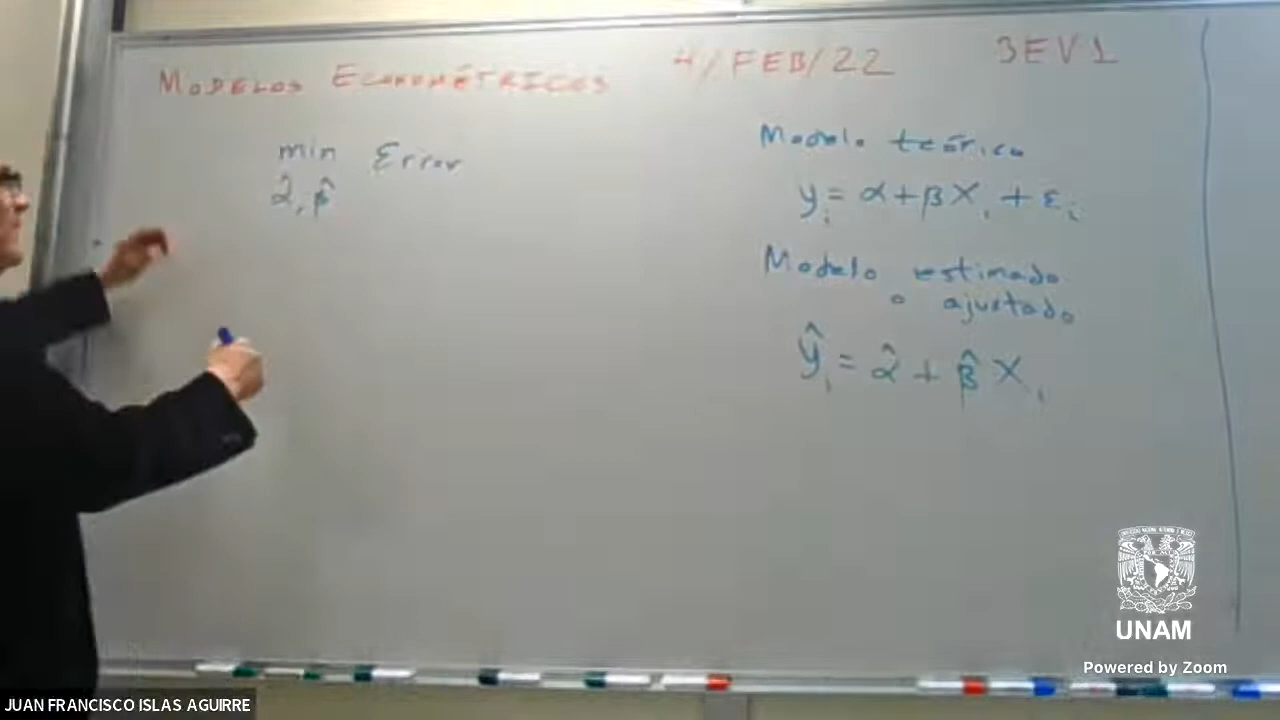 MODELOS ECONOMÉTRICOS 4/FEB/22 3EV1
min Error
α̂, β̂
Modelo teórico
yᵢ = α + βXᵢ + εᵢ
Modelo estimado
o ajustado
ŷᵢ = α̂ + β̂ Xᵢ
UNAM
Powered by Zoom
JUAN FRANCISCO ISLAS AGUIRRE